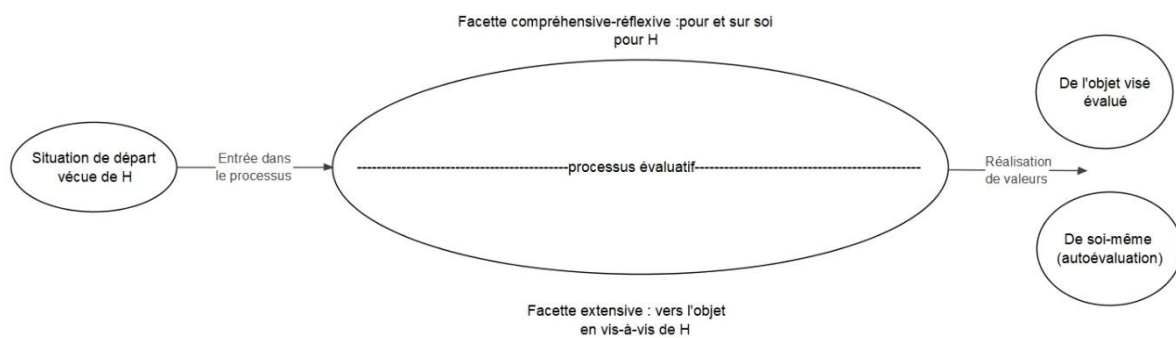 Facette compréhensive-réflexive :pour et sur soi
pour H
Situation de départ
vécue de H
Entrée dans
le processus
---------------------------------------processus évaluatif------------------------------------------
Réalisation
de valeurs
De l'objet visé
évalué
De soi-même
(autoévaluation)
Facette extensive : vers l'objet
en vis-à-vis de H